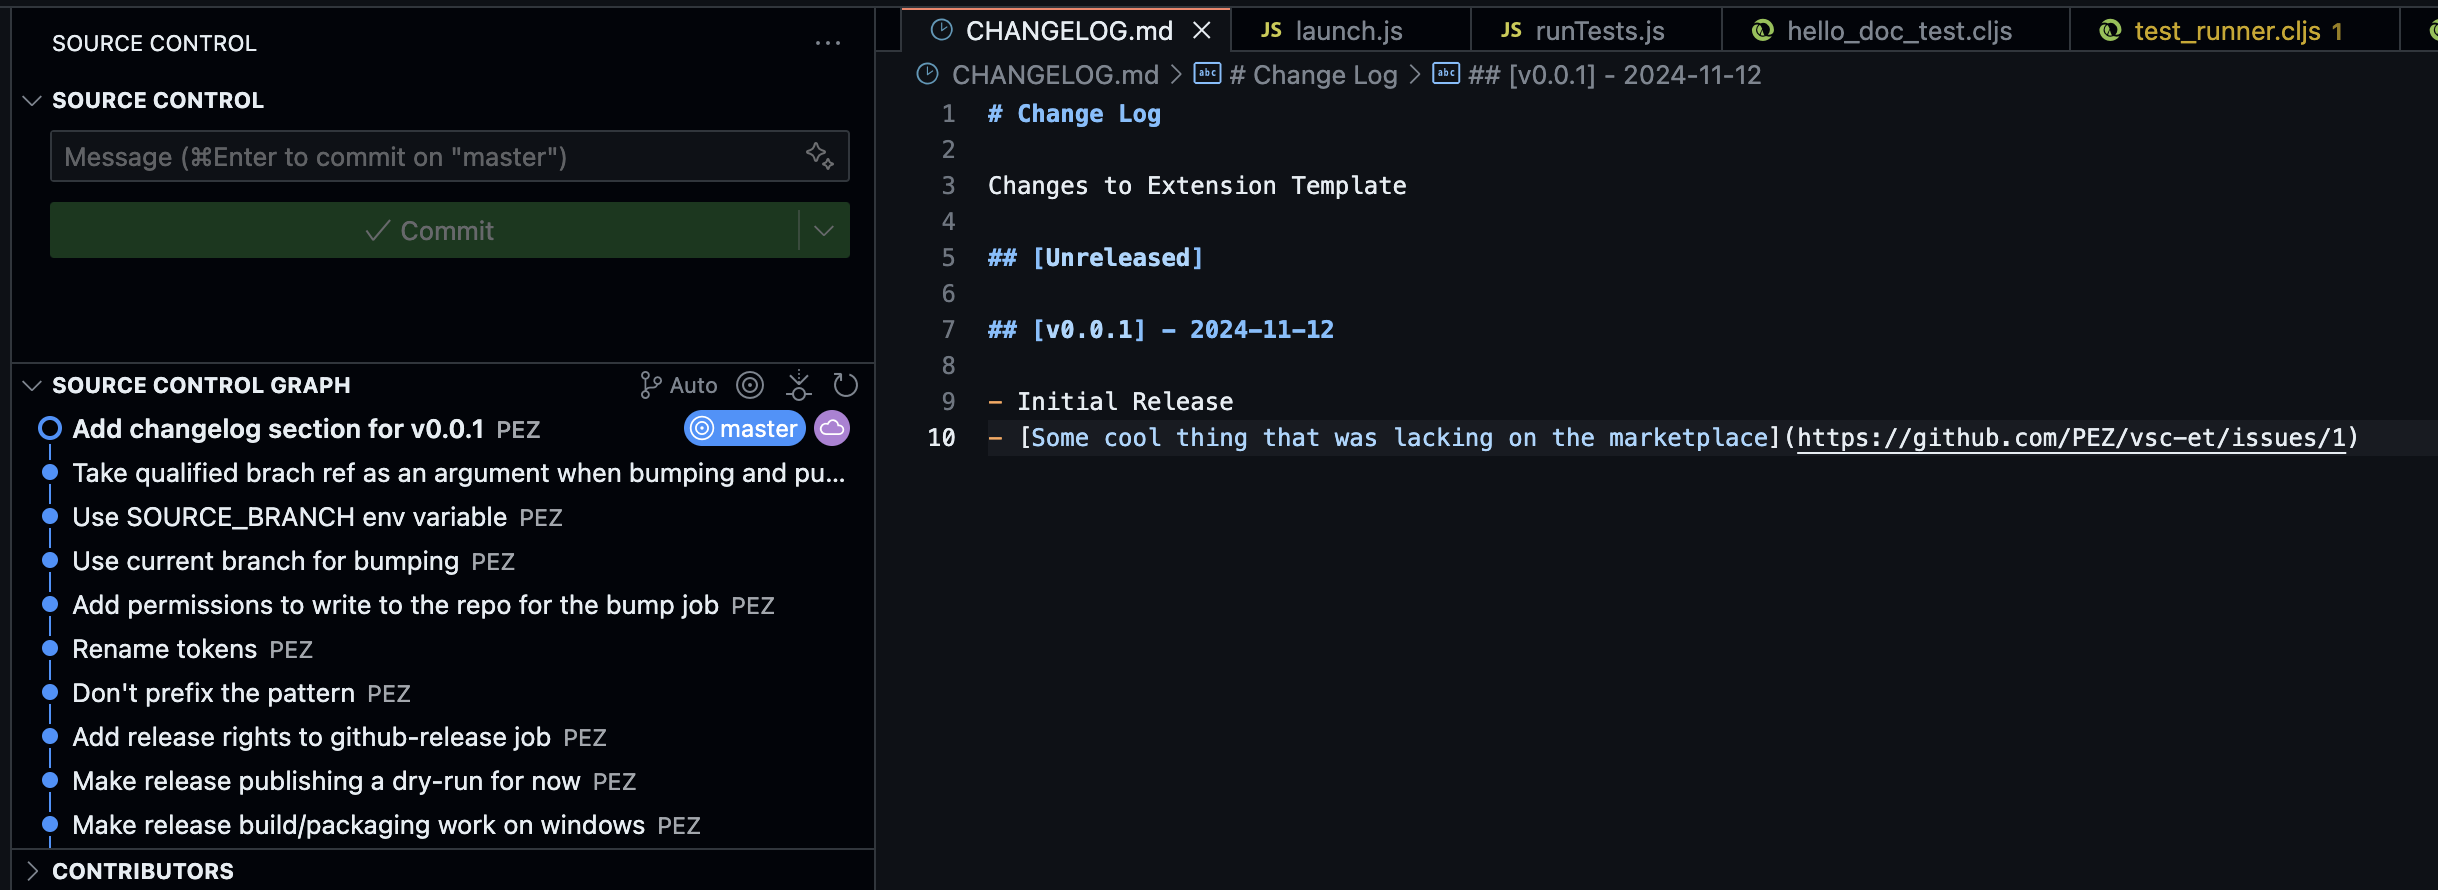 SOURCE CONTROL
SOURCE CONTROL
Message (⌘Enter to commit on "master")
Commit
SOURCE CONTROL GRAPH
Auto
Add changelog section for v0.0.1 PEZ
master
Take qualified brach ref as an argument when bumping and pu...
Use SOURCE_BRANCH env variable PEZ
Use current branch for bumping PEZ
Add permissions to write to the repo for the bump job PEZ
Rename tokens PEZ
Don't prefix the pattern PEZ
Add release rights to github-release job PEZ
Make release publishing a dry-run for now PEZ
Make release build/packaging work on windows PEZ
CONTRIBUTORS
CHANGELOG.md
JS launch.js
JS runTests.js
hello_doc_test.cljs
test_runner.cljs 1
CHANGELOG.md > abc # Change Log > abc ## [v0.0.1] - 2024-11-12
1 # Change Log
2
3 Changes to Extension Template
4
5 ## [Unreleased]
6
7 ## [v0.0.1] - 2024-11-12
8
9 - Initial Release
10 - [Some cool thing that was lacking on the marketplace](https://github.com/PEZ/vsc-et/issues/1)